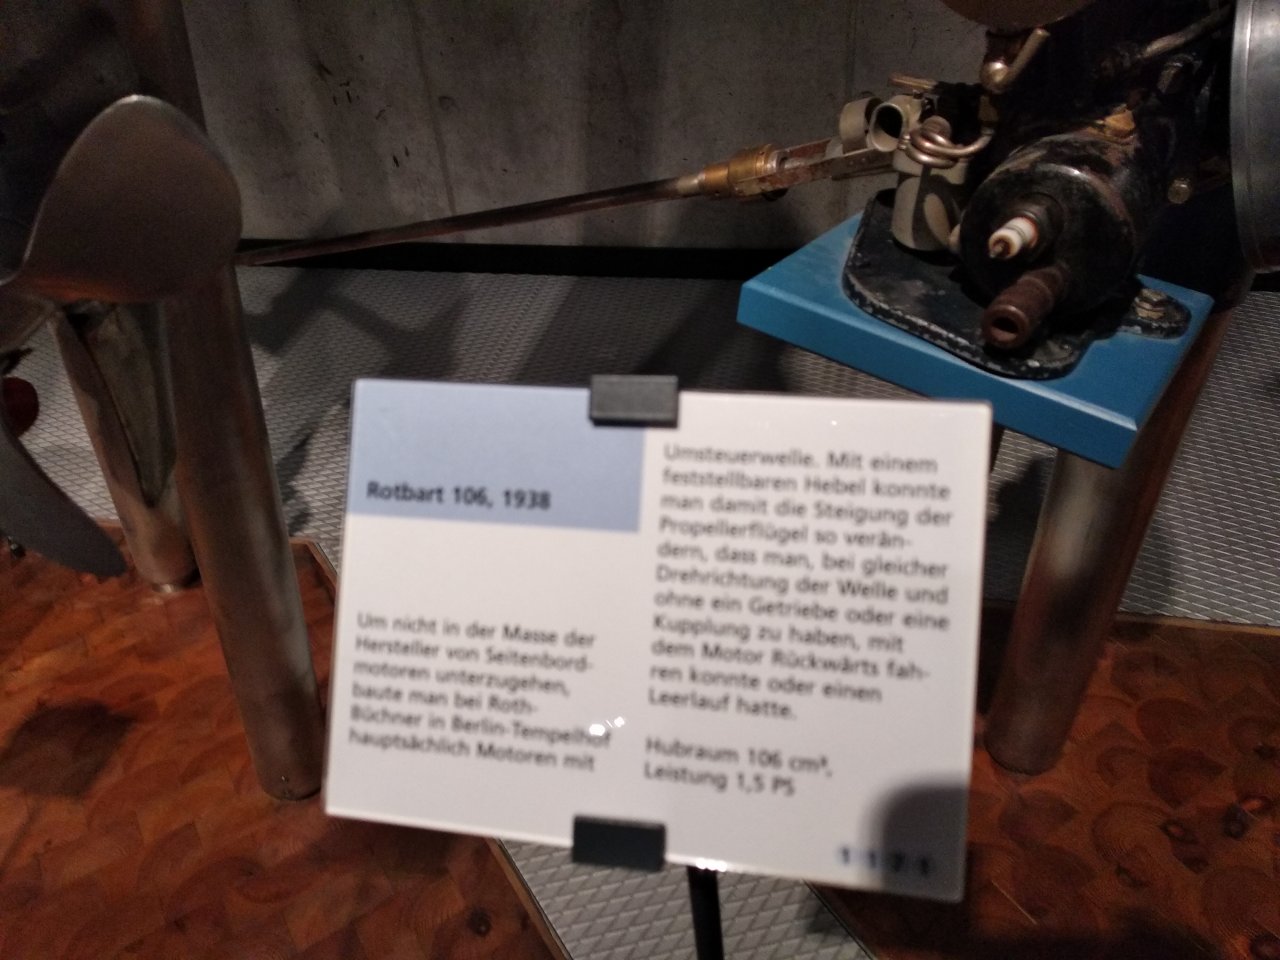 Rotbart 106, 1938
Um nicht in der Masse der
Hersteller von Seitenbord-
motoren unterzugehen,
baute man bei Roth-
Büchner in Berlin-Tempelhof
hauptsächlich Motoren mit
Umsteuerwelle. Mit einem
feststellbaren Hebel konnte
man damit die Steigung der
Propellerflügel so verän-
dern, dass man, bei gleicher
Drehrichtung der Welle und
ohne ein Getriebe oder eine
Kupplung zu haben, mit
dem Motor Rückwärts fah-
ren konnte oder einen
Leerlauf hatte.
Hubraum 106 cm³,
Leistung 1,5 PS
1171